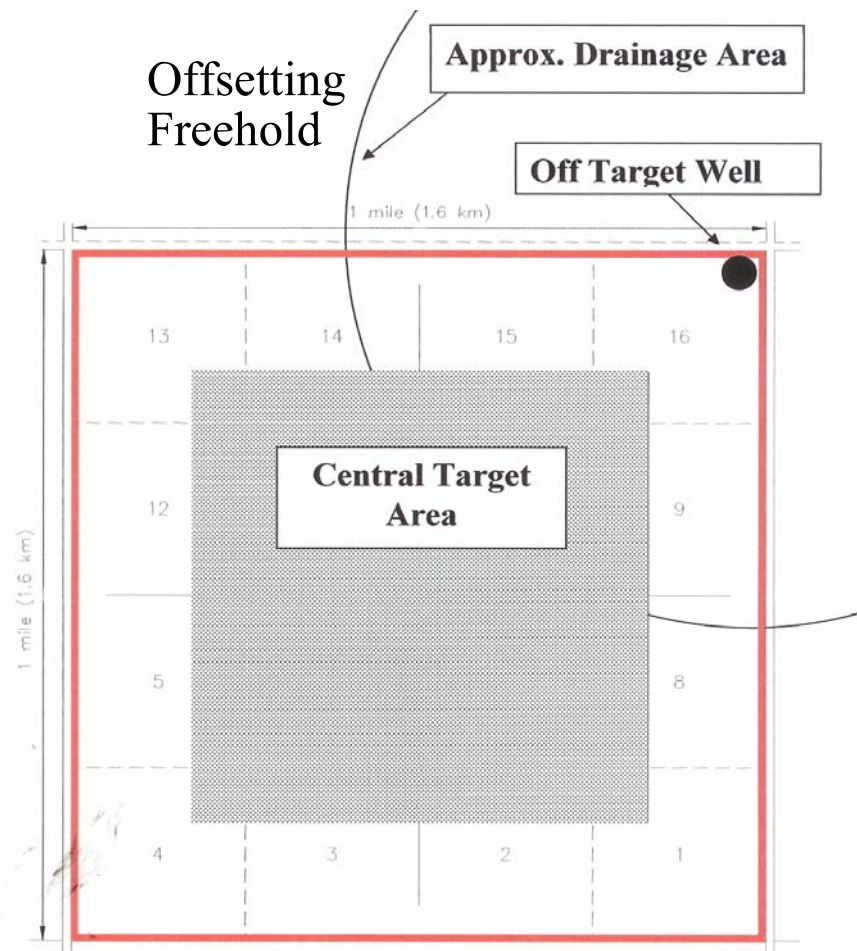 Offsetting
Freehold
Approx. Drainage Area
Off Target Well
1 mile (1.6 km)
13
14
15
16
Central Target
Area
12
9
1 mile (1.6 km)
5
8
4
3
2
1